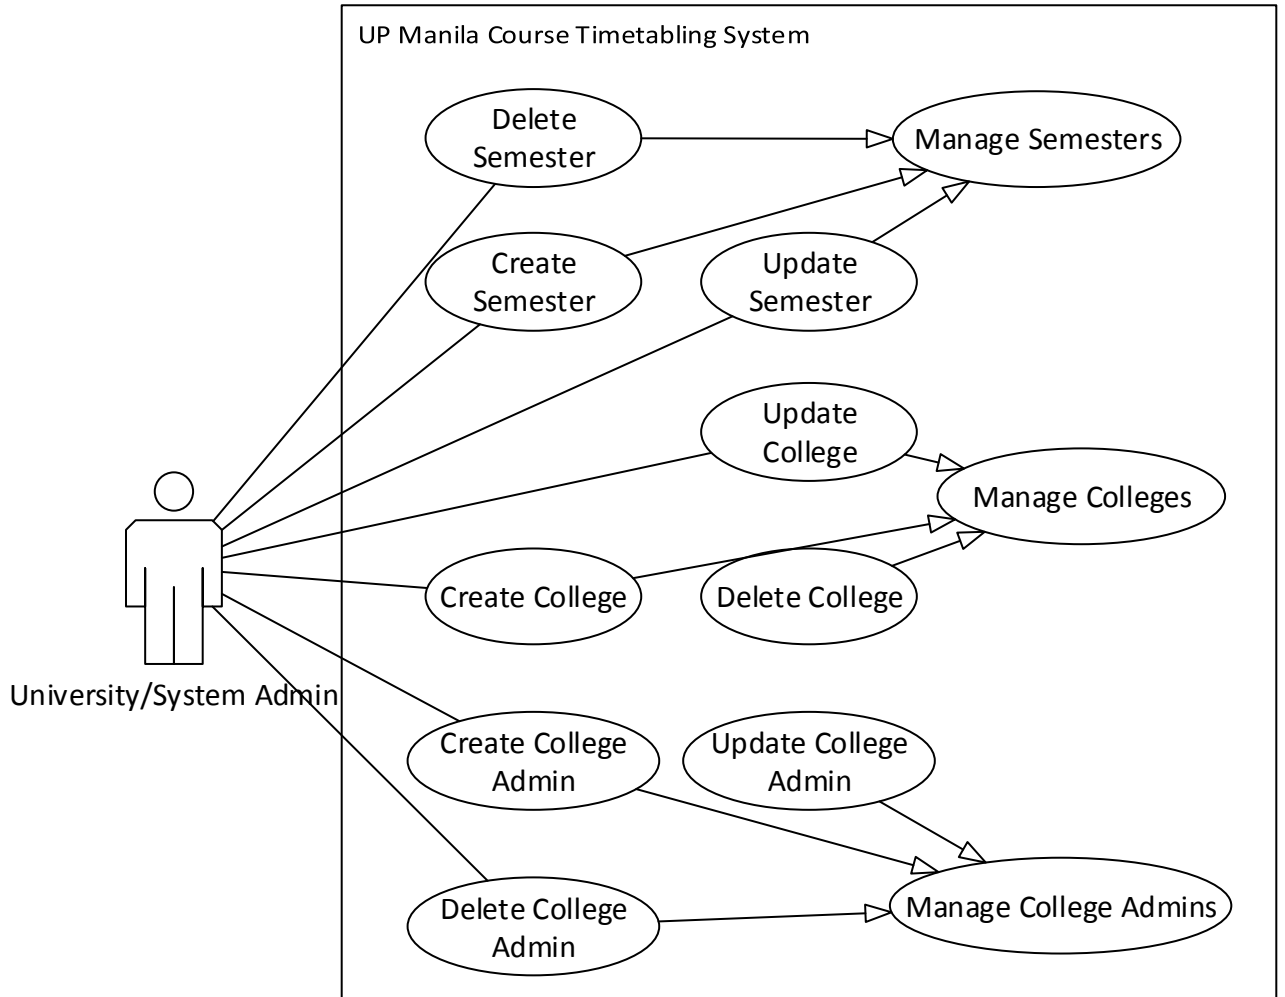 UP Manila Course Timetabling System
Delete
Semester
Manage Semesters
Create
Semester
Update
Semester
Update
College
Manage Colleges
Create College
Delete College
University/System Admin
Create College
Admin
Update College
Admin
Delete College
Admin
Manage College Admins